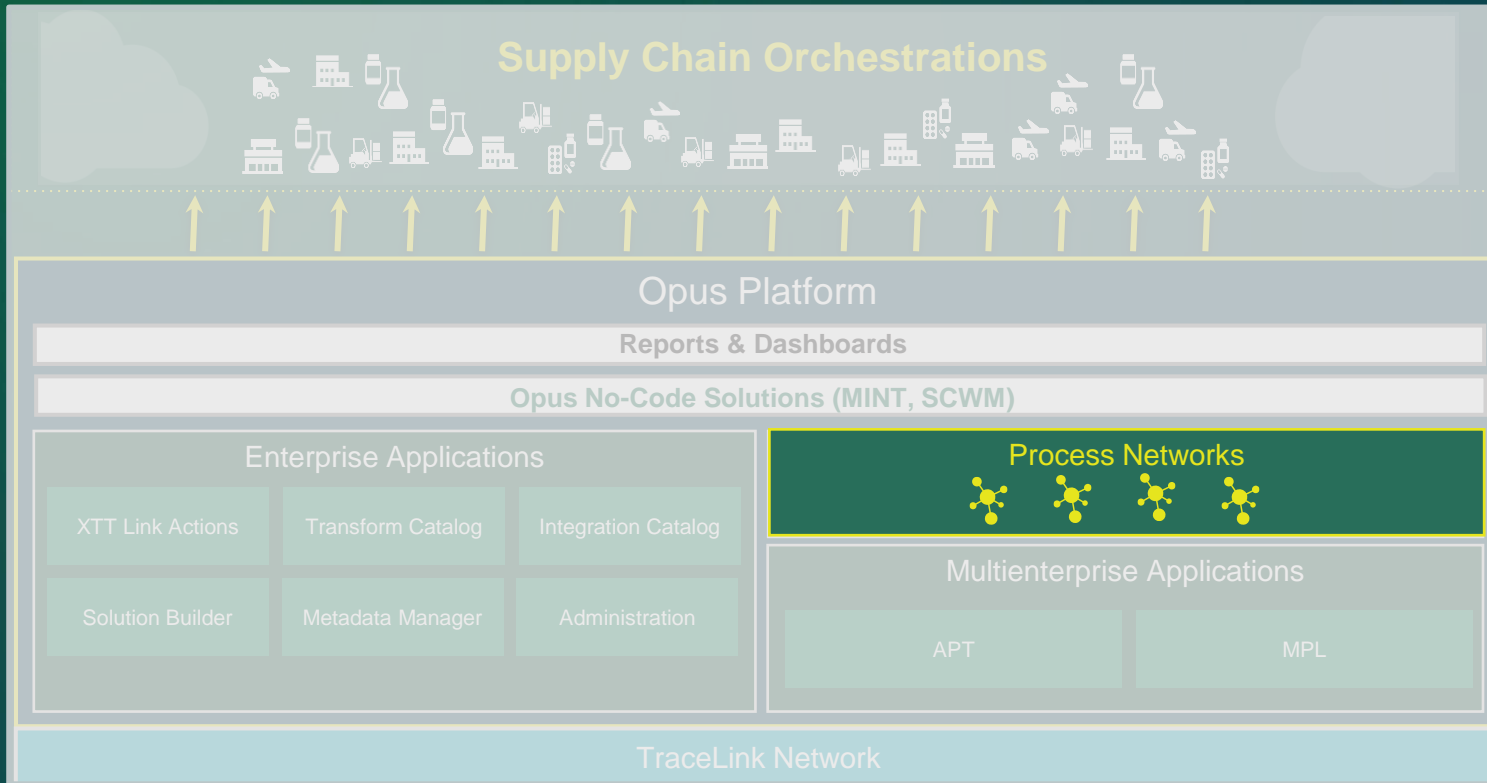 Supply Chain Orchestrations
Opus Platform
Reports & Dashboards
Opus No-Code Solutions (MINT, SCWM)
Enterprise Applications
XTT Link Actions
Transform Catalog
Integration Catalog
Solution Builder
Metadata Manager
Administration
Process Networks
Multienterprise Applications
APT
MPL
TraceLink Network